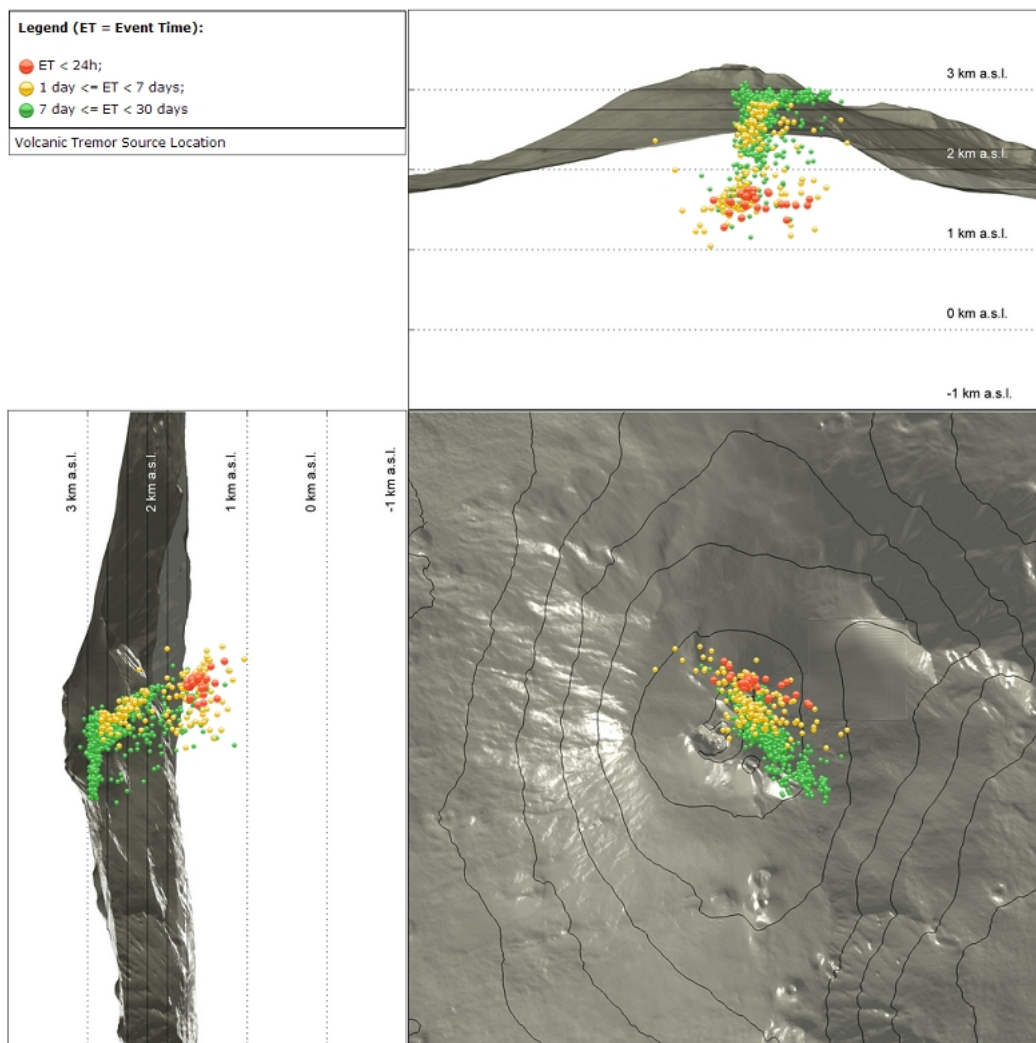 Legend (ET = Event Time):
ET < 24h;
1 day <= ET < 7 days;
7 day <= ET < 30 days
Volcanic Tremor Source Location
3 km a.s.l.
2 km a.s.l.
1 km a.s.l.
0 km a.s.l.
-1 km a.s.l.
3 km a.s.l.
2 km a.s.l.
1 km a.s.l.
0 km a.s.l.
-1 km a.s.l.